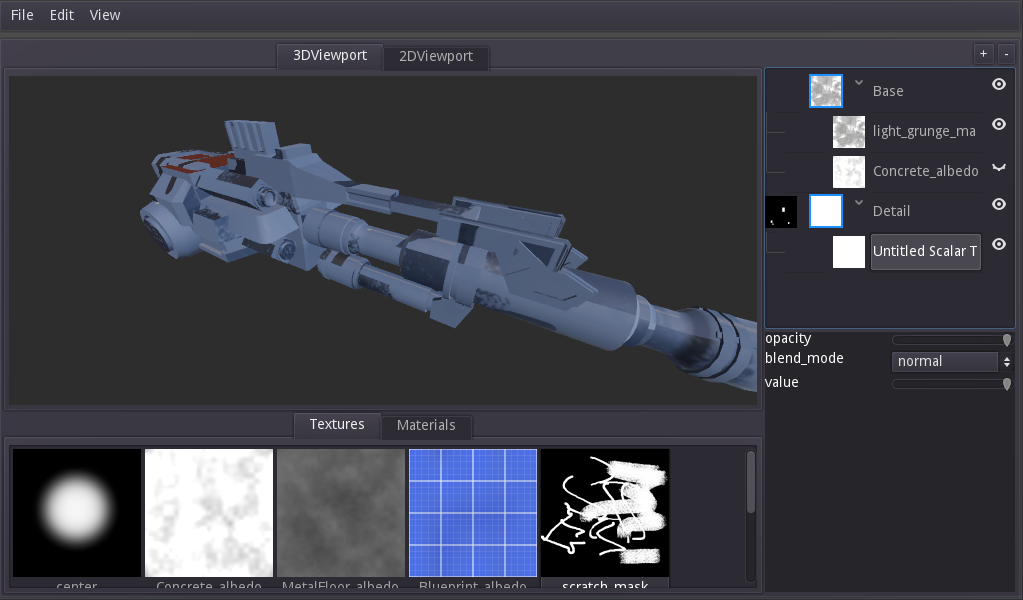 File Edit View
3DViewport 2DViewport + -
Base
light_grunge_ma
Concrete_albedo
Detail
Untitled Scalar T
opacity
blend_mode normal
value
Textures Materials
center Concrete_albedo MetalFloor_albedo Blueprint_albedo scratch_mask